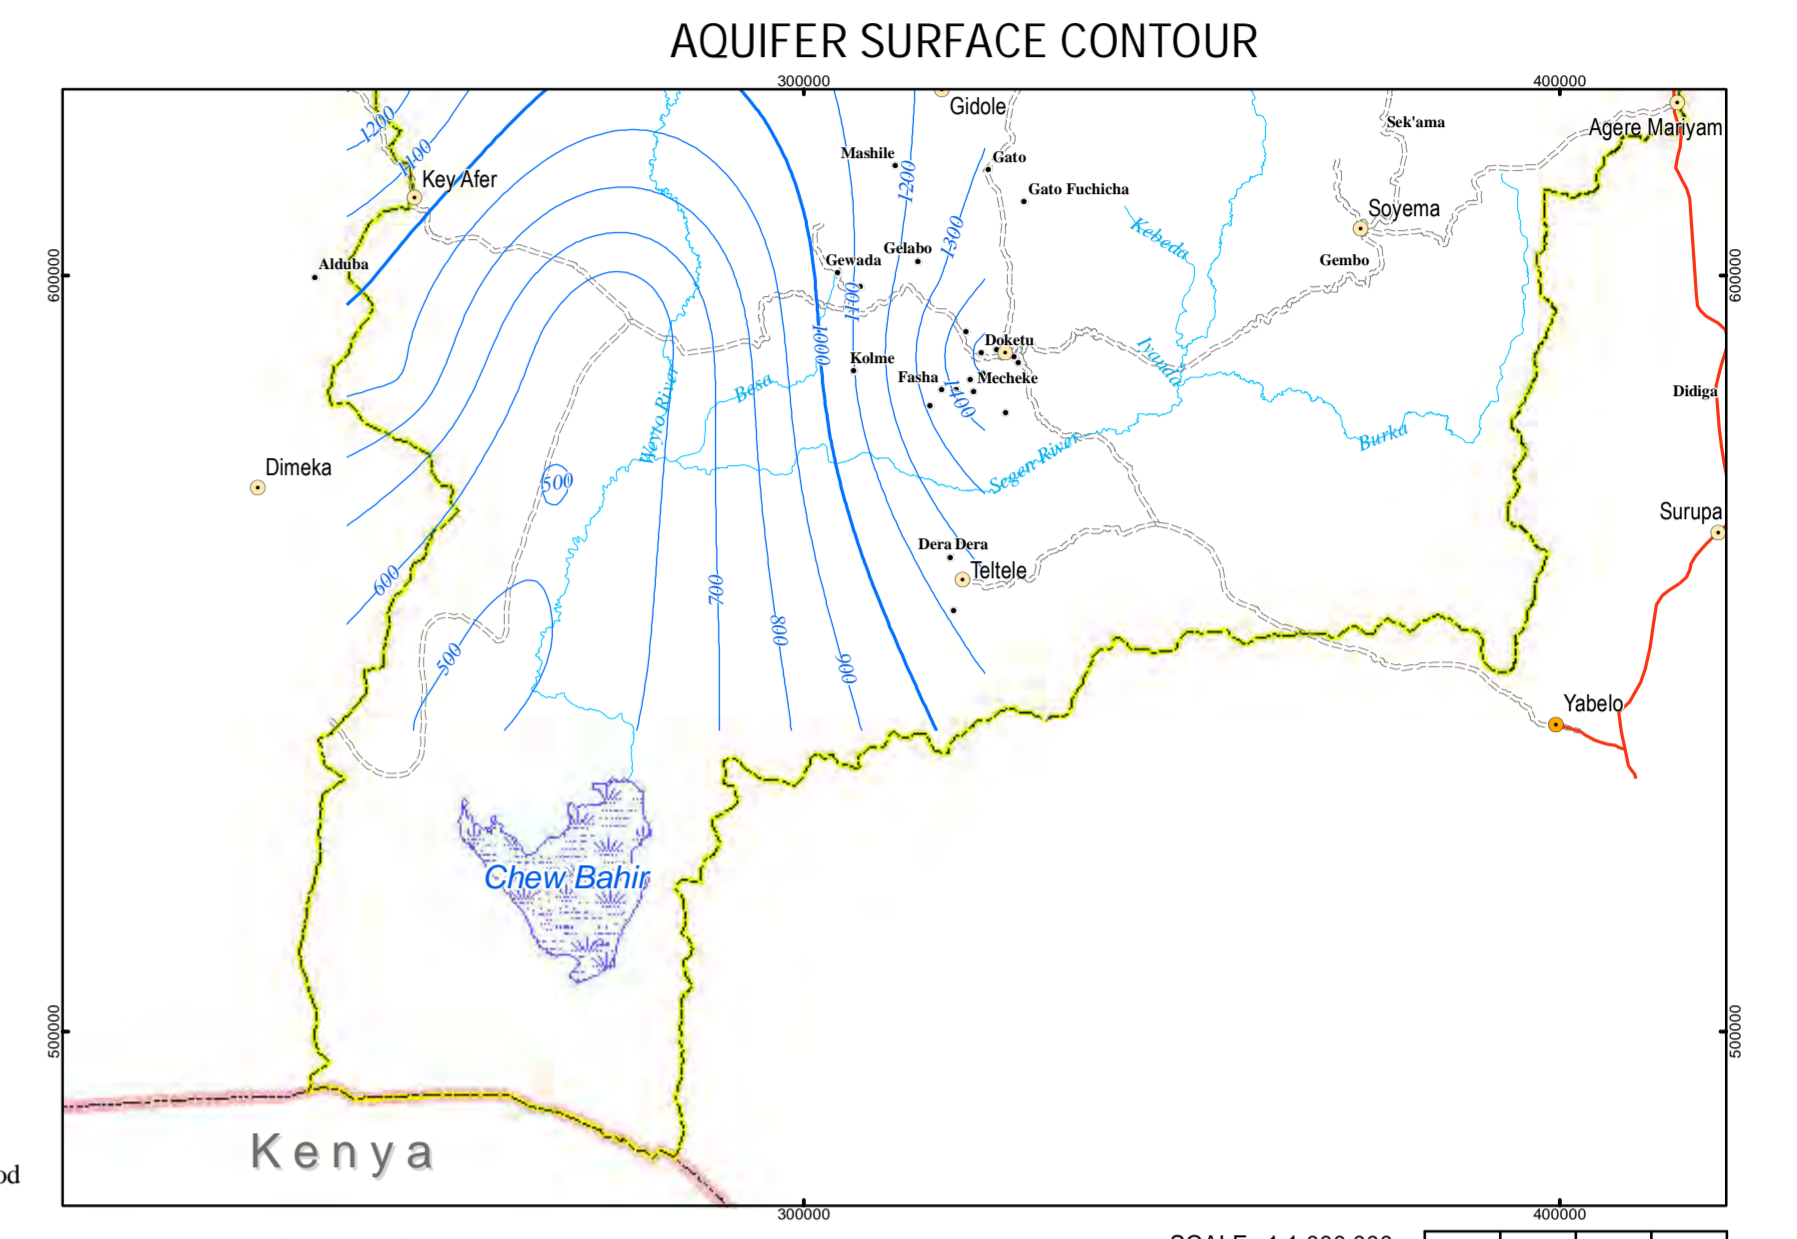 AQUIFER SURFACE CONTOUR
300000
400000
Gidole
Sek'ama
Agere Mariyam
1200
1100
Key Afer
Mashile
1200
Gato
Gato Fuchicha
Soyema
Kebeda
1300
Gelabo
Gewada
Gembo
Alduba
600000
600000
1100
1000
Doketu
Iyanda
Kolme
Fasha
Mecheke
1400
Besa
Weyto River
Didiga
Burka
Segen River
Dimeka
500
Surupa
Dera Dera
Teltele
600
700
800
900
500
Yabelo
Chew Bahir
500000
500000
Kenya
od
300000
400000